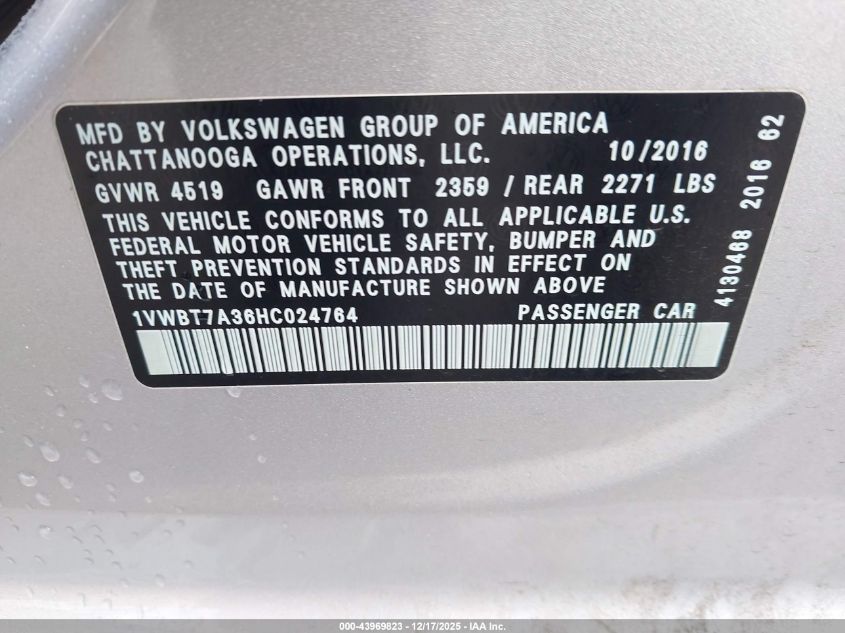 MFD BY VOLKSWAGEN GROUP OF AMERICA
CHATTANOOGA OPERATIONS, LLC. 10/2016
GVWR 4519 GAWR FRONT 2359 / REAR 2271 LBS
THIS VEHICLE CONFORMS TO ALL APPLICABLE U.S.
FEDERAL MOTOR VEHICLE SAFETY, BUMPER AND
THEFT PREVENTION STANDARDS IN EFFECT ON
THE DATE OF MANUFACTURE SHOWN ABOVE
1VWBT7A36HC024764 PASSENGER CAR
4130468 2016 62
000-43969823 – 12/17/2025 – IAA Inc.